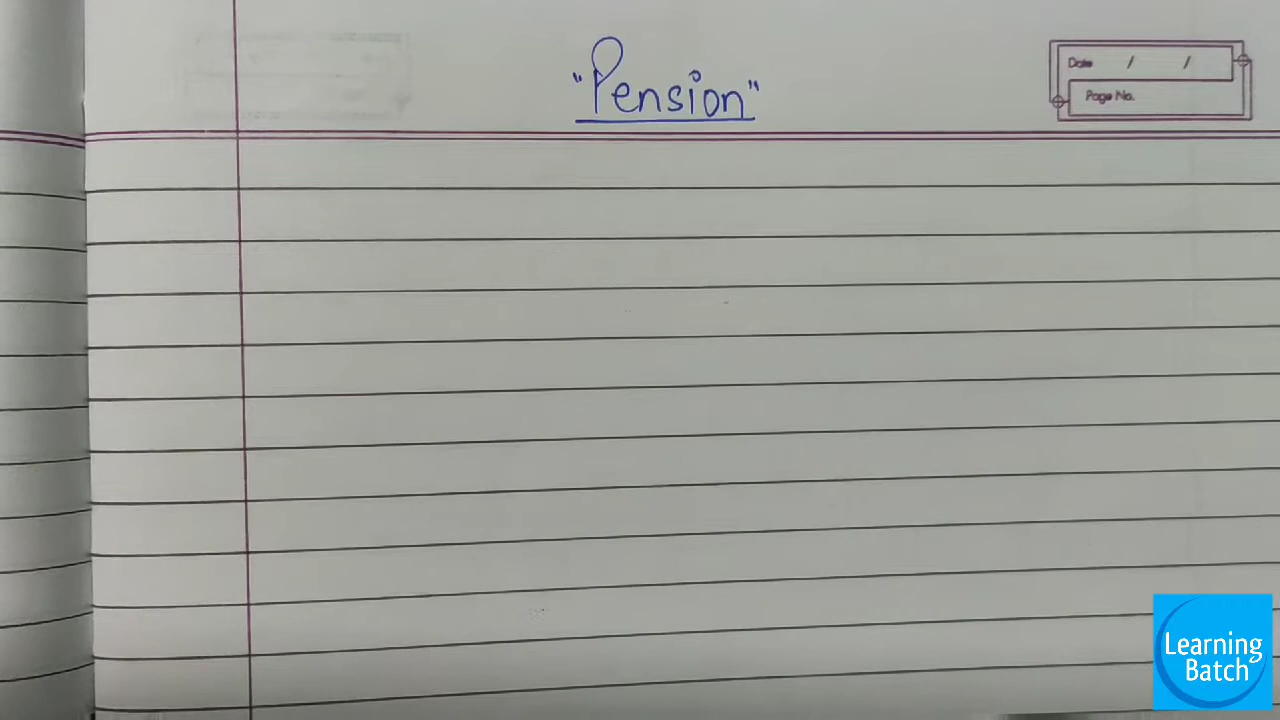 "Pension"
Date / /
Page No.
Learning
Batch